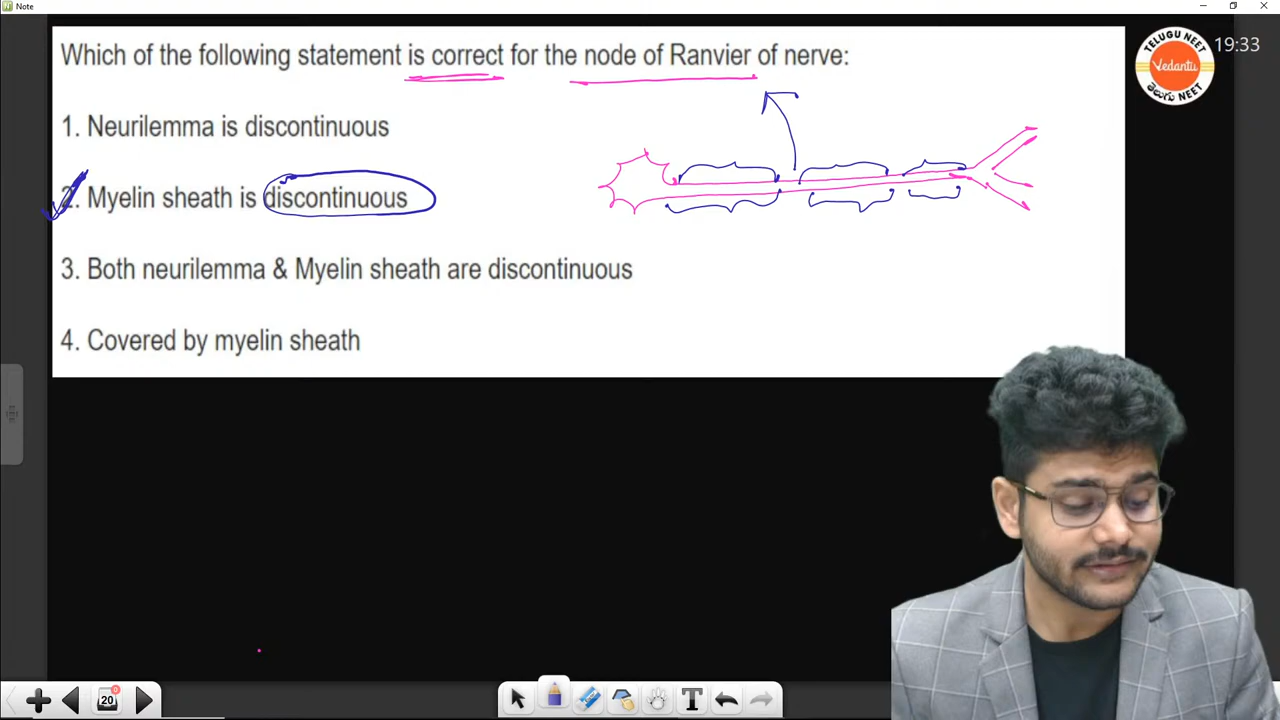 Note
Which of the following statement is correct for the node of Ranvier of nerve:
TELUGU NEET
Vedantu
తెలుగు NEET
19:33
1. Neurilemma is discontinuous
2. Myelin sheath is discontinuous
3. Both neurilemma & Myelin sheath are discontinuous
4. Covered by myelin sheath
20
0
T